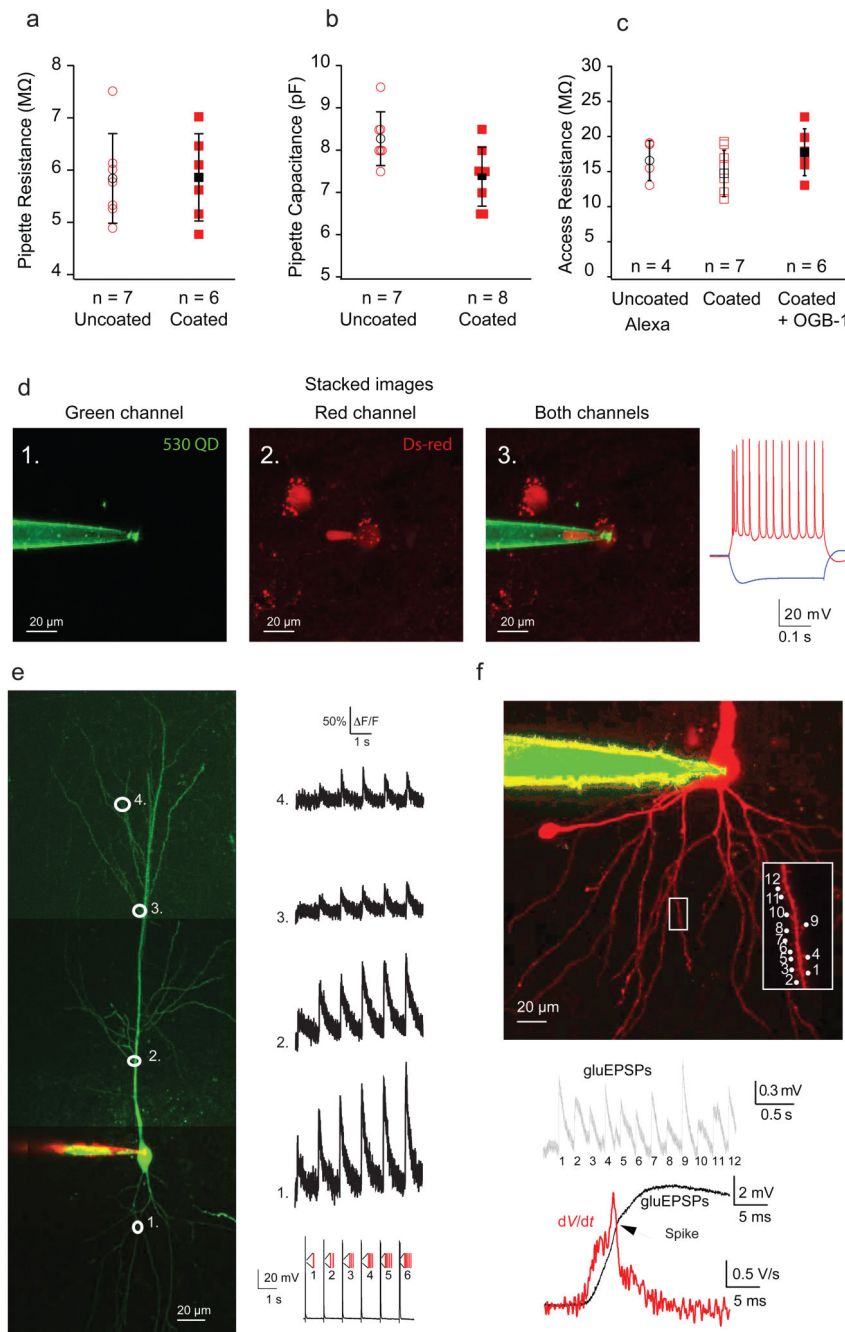 a
Pipette Resistance (MΩ)
8
7
6
5
4
n = 7
n = 6
Uncoated
Coated
b
Pipette Capacitance (pF)
10
9
8
7
6
5
n = 7
n = 8
Uncoated
Coated
c
Access Resistance (MΩ)
30
25
20
15
10
5
0
n = 4
n = 7
n = 6
Uncoated
Alexa
Coated
Coated
+ OGB-1
d
Stacked images
Green channel
Red channel
Both channels
1.
530 QD
20 µm
2.
Ds-red
20 µm
3.
20 µm
20 mV
0.1 s
e
4.
3.
2.
1.
20 µm
50%
ΔF/F
1 s
4.
3.
2.
1.
20 mV
1 s
1 2 3 4 5 6
f
12
11
10
9
8
7
6
5
4
3
1
2
20 µm
gluEPSPs
0.3 mV
0.5 s
1 2 3 4 5 6 7 8 9 10 11 12
gluEPSPs
2 mV
5 ms
dV/dt
Spike
0.5 V/s
5 ms